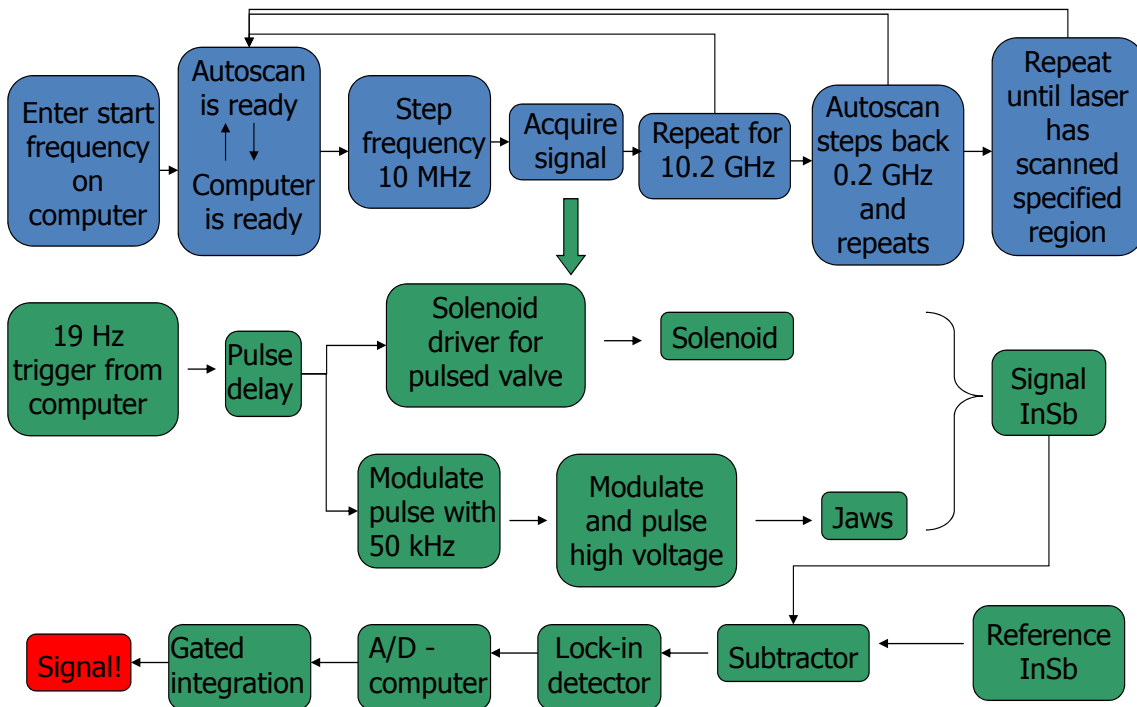 Enter start
frequency
on
computer
Autoscan
is ready
Computer
is ready
Step
frequency
10 MHz
Acquire
signal
Repeat for
10.2 GHz
Autoscan
steps back
0.2 GHz
and
repeats
Repeat
until laser
has
scanned
specified
region
19 Hz
trigger from
computer
Pulse
delay
Solenoid
driver for
pulsed valve
Solenoid
Signal
InSb
Modulate
pulse with
50 kHz
Modulate
and pulse
high voltage
Jaws
Signal!
Gated
integration
A/D -
computer
Lock-in
detector
Subtractor
Reference
InSb